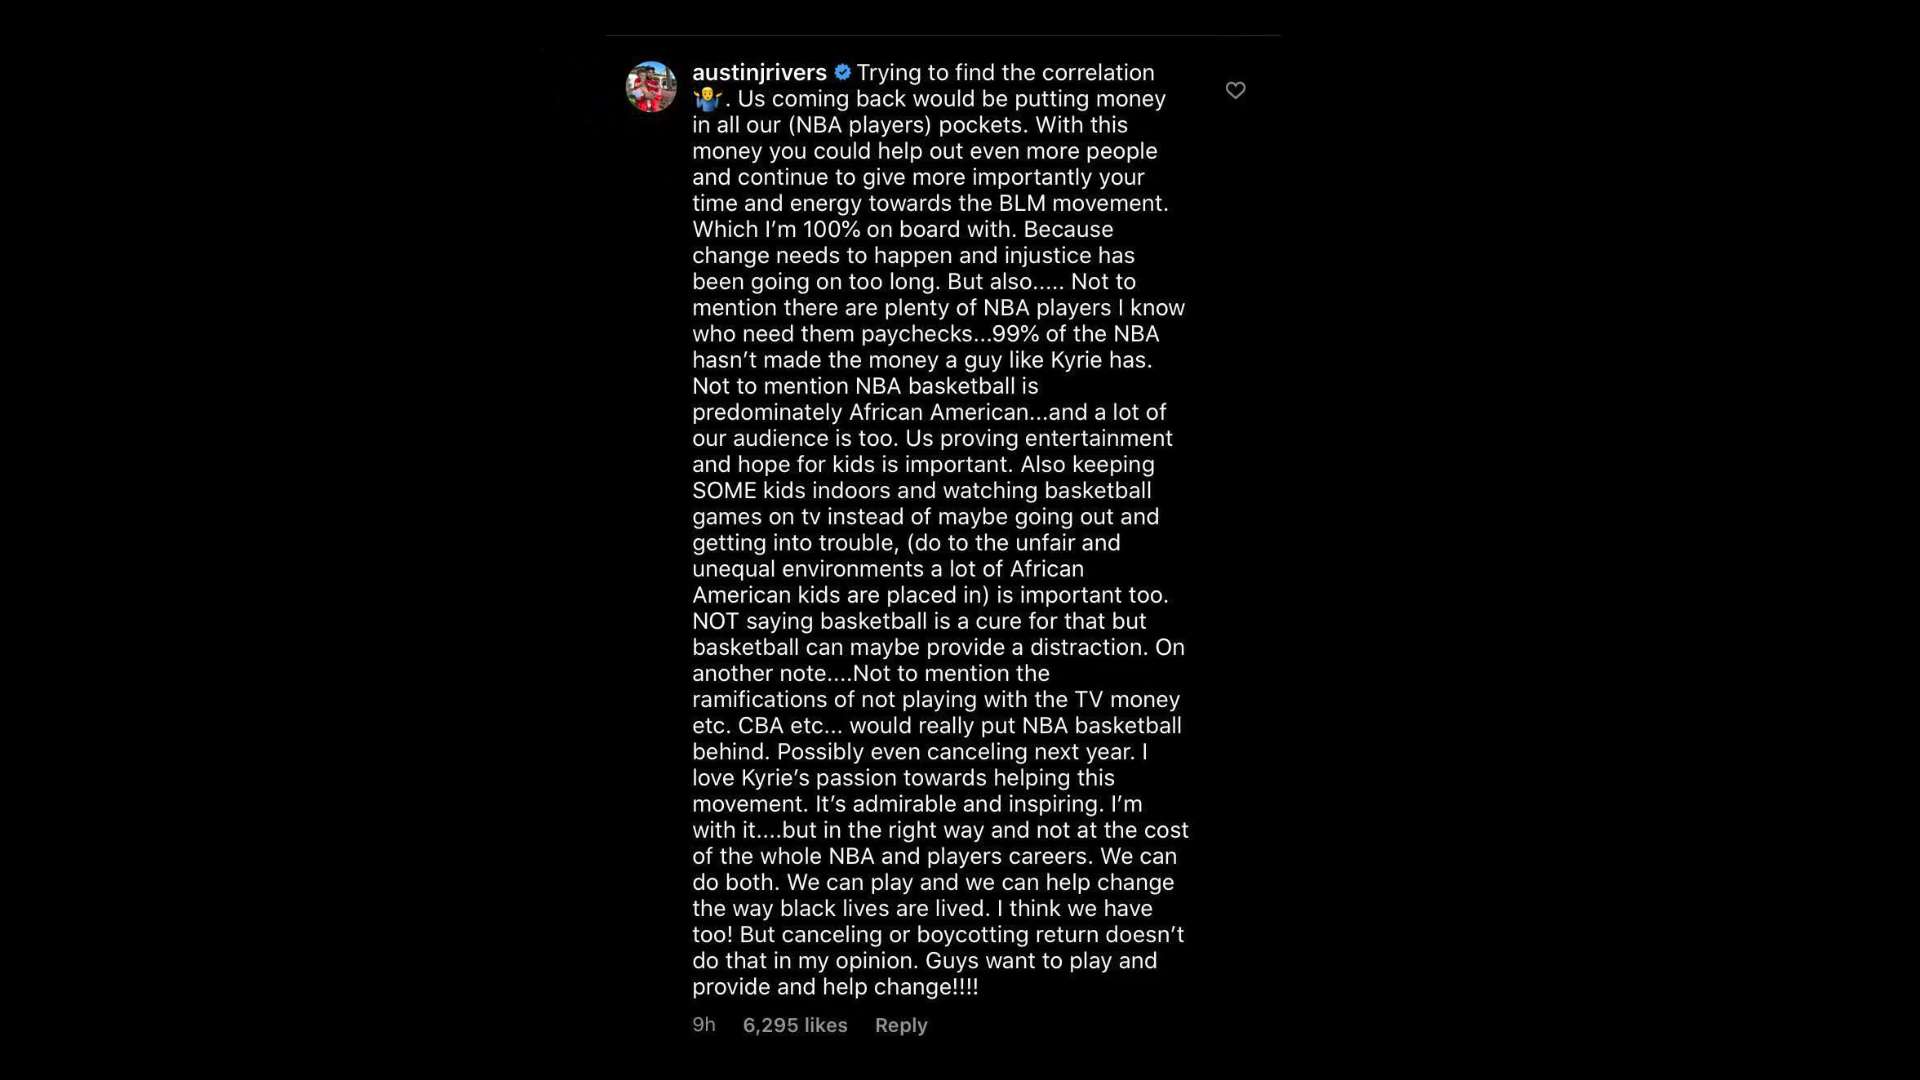 austinjrivers Trying to find the correlation
🤷‍♂️. Us coming back would be putting money
in all our (NBA players) pockets. With this
money you could help out even more people
and continue to give more importantly your
time and energy towards the BLM movement.
Which I’m 100% on board with. Because
change needs to happen and injustice has
been going on too long. But also..... Not to
mention there are plenty of NBA players I know
who need them paychecks...99% of the NBA
hasn’t made the money a guy like Kyrie has.
Not to mention NBA basketball is
predominately African American...and a lot of
our audience is too. Us proving entertainment
and hope for kids is important. Also keeping
SOME kids indoors and watching basketball
games on tv instead of maybe going out and
getting into trouble, (do to the unfair and
unequal environments a lot of African
American kids are placed in) is important too.
NOT saying basketball is a cure for that but
basketball can maybe provide a distraction. On
another note....Not to mention the
ramifications of not playing with the TV money
etc. CBA etc... would really put NBA basketball
behind. Possibly even canceling next year. I
love Kyrie’s passion towards helping this
movement. It’s admirable and inspiring. I’m
with it....but in the right way and not at the cost
of the whole NBA and players careers. We can
do both. We can play and we can help change
the way black lives are lived. I think we have
too! But canceling or boycotting return doesn’t
do that in my opinion. Guys want to play and
provide and help change!!!!
9h 6,295 likes Reply